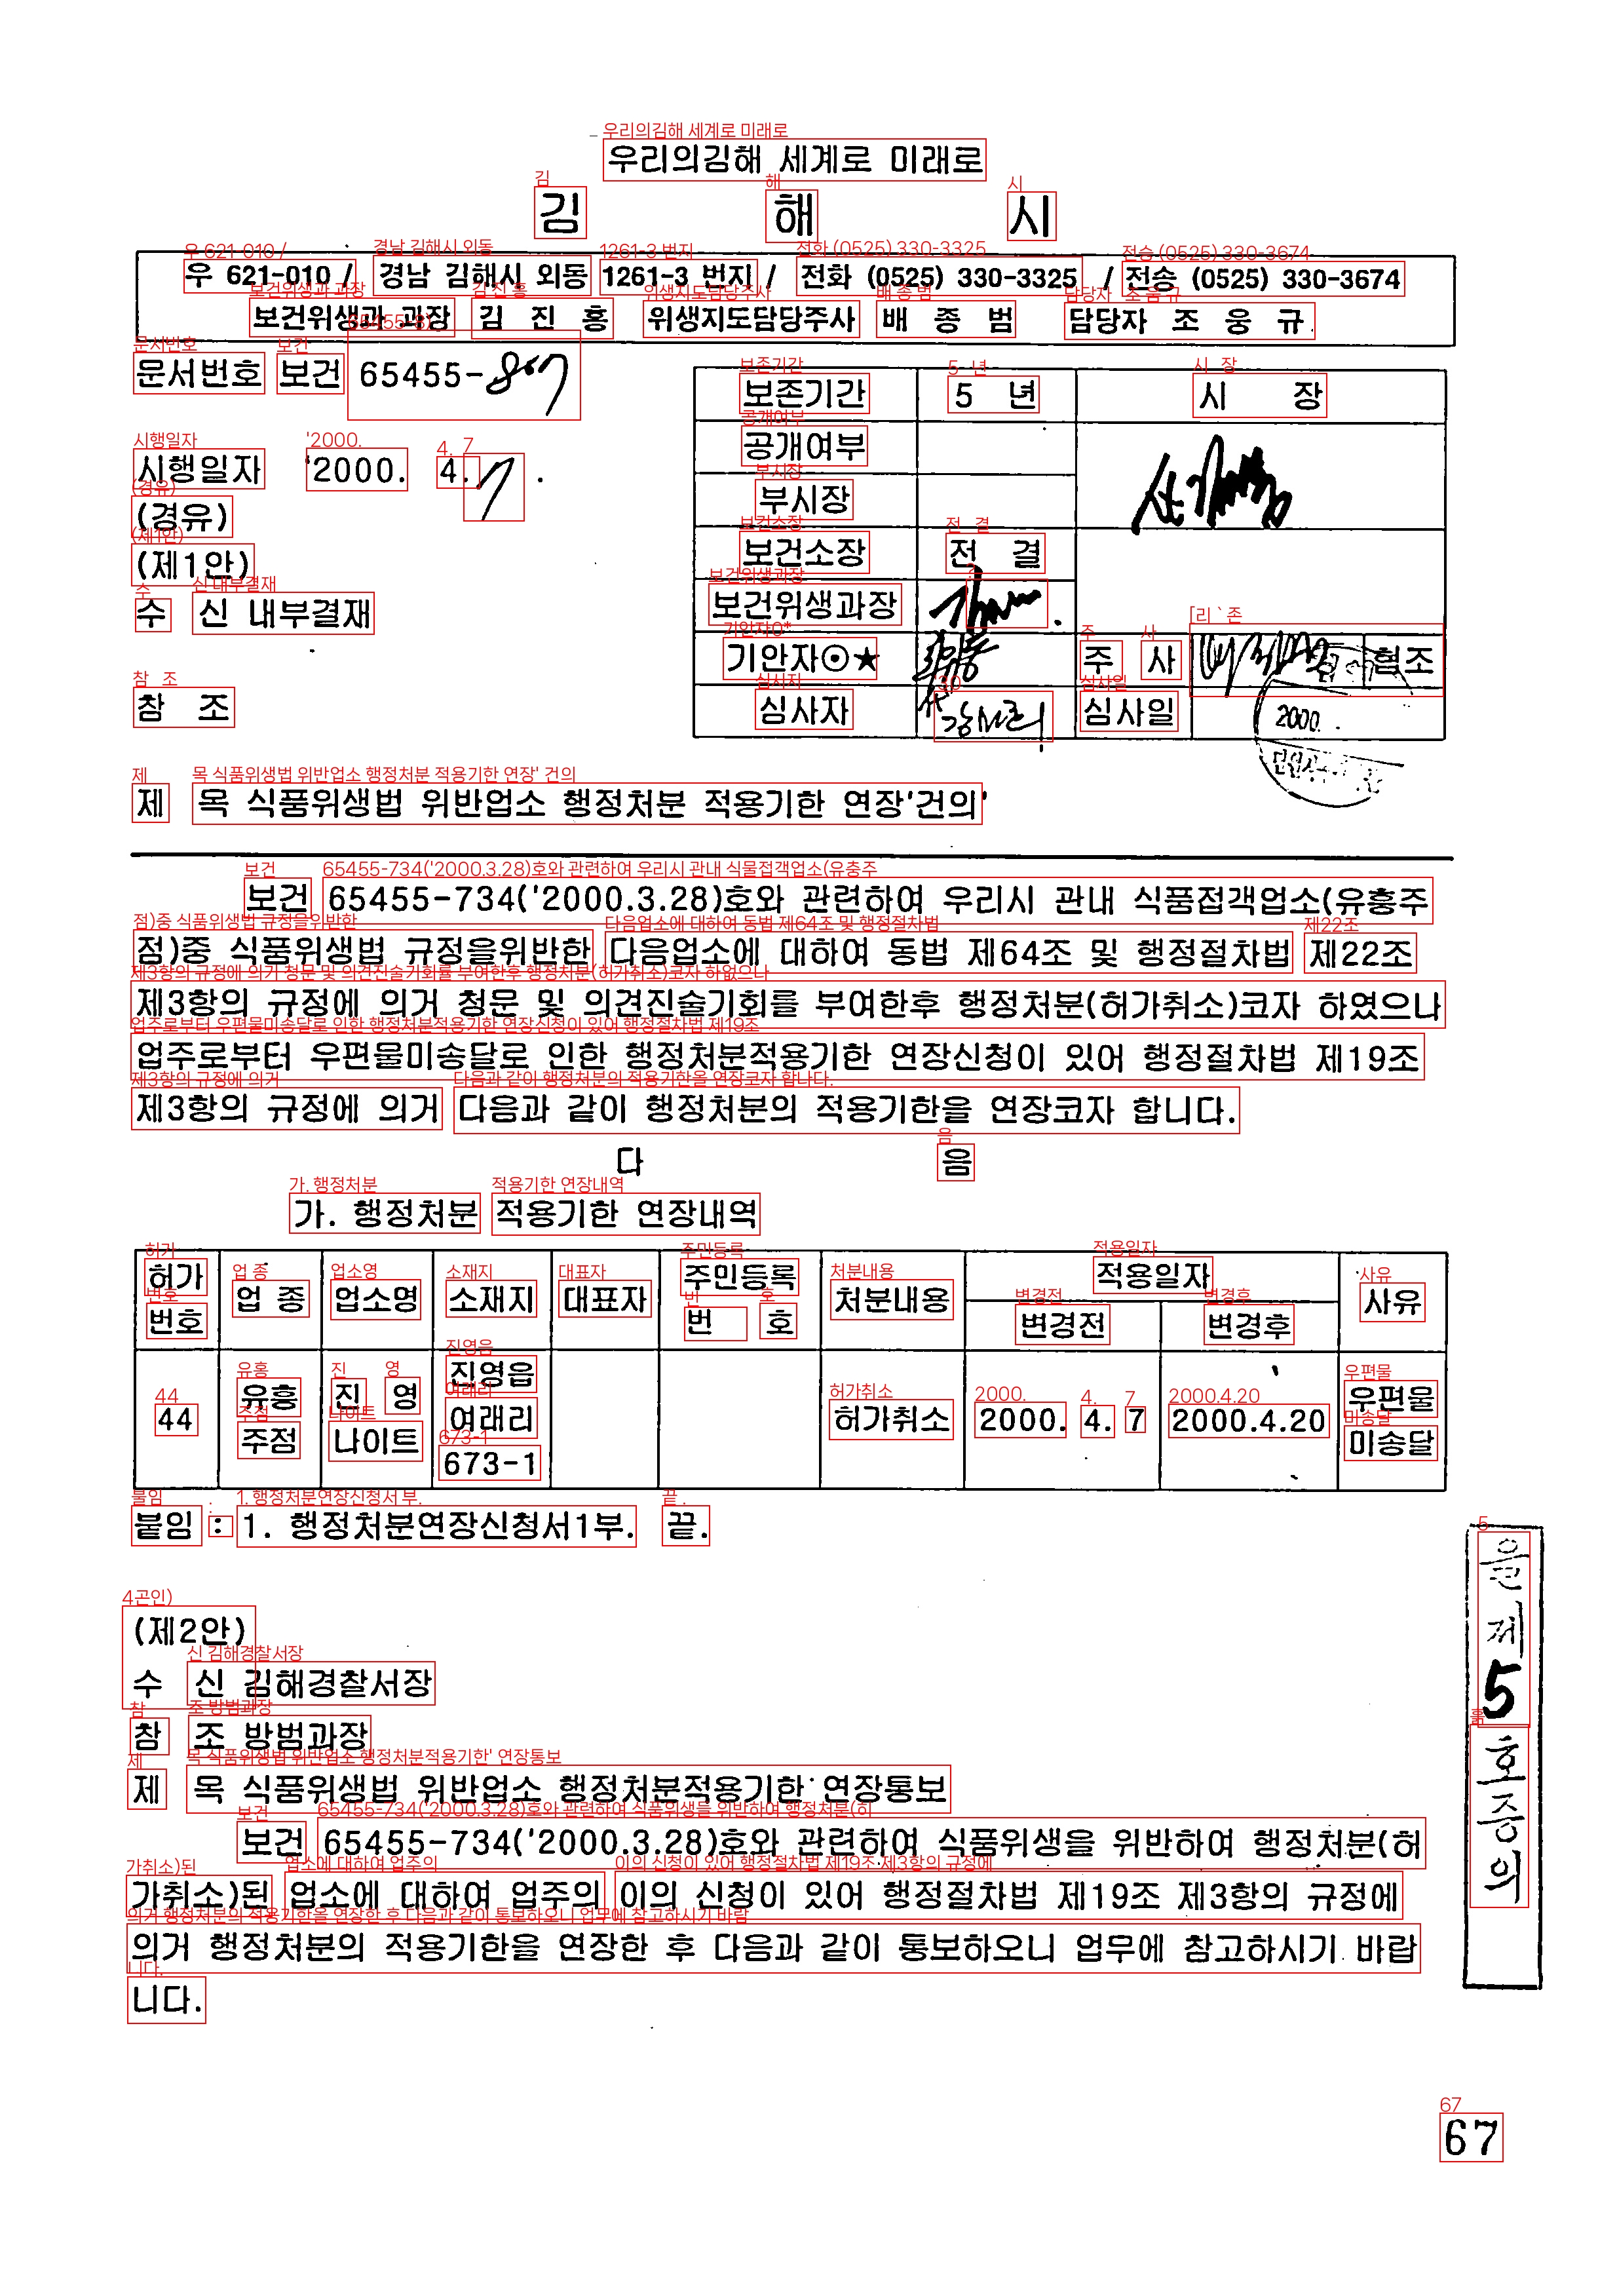 우리의김해 세계로 미래로
김 해 시
우 621-010 / 경남 김해시 외동 1261-3 번지 / 전화 (0525) 330-3325 / 전송 (0525) 330-3674
보건위생과 과장 김 진 홍 위생지도담당주사 배 종 범 담당자 조 웅 규
문서번호 보건 65455-867
시행일자 '2000. 4. 7.
(경유)
(제1안)
수 신 내부결재
참 조
보존기간 5 년 시 장
공개여부
부시장
보건소장 전 결
보건위생과장
기안자⊙★ 주 사 협조
심사자 심사일
2000.
제 목 식품위생법 위반업소 행정처분 적용기한 연장'건의'
보건 65455-734('2000.3.28)호와 관련하여 우리시 관내 식품접객업소(유흥주
점)중 식품위생법 규정을위반한 다음업소에 대하여 동법 제64조 및 행정절차법 제22조
제3항의 규정에 의거 청문 및 의견진술기회를 부여한후 행정처분(허가취소)코자 하였으나
업주로부터 우편물미송달로 인한 행정처분적용기한 연장신청이 있어 행정절차법 제19조
제3항의 규정에 의거 다음과 같이 행정처분의 적용기한을 연장코자 합니다.
다 음
가. 행정처분 적용기한 연장내역
허가번호 업 종 업소명 소재지 대표자 주민등록번 호 처분내용 적용일자 사유
변경전 변경후
44 유흥주점 진 영 나이트 진영읍 여래리 673-1 허가취소 2000. 4. 7 2000.4.20 우편물 미송달
붙임 : 1. 행정처분연장신청서1부. 끝.
(제2안)
수 신 김해경찰서장
참 조 방범과장
제 목 식품위생법 위반업소 행정처분적용기한 연장통보
보건 65455-734('2000.3.28)호와 관련하여 식품위생을 위반하여 행정처분(허
가취소)된 업소에 대하여 업주의 이의 신청이 있어 행정절차법 제19조 제3항의 규정에
의거 행정처분의 적용기한을 연장한 후 다음과 같이 통보하오니 업무에 참고하시기 바랍
니다.
을 제 5 호증의
67